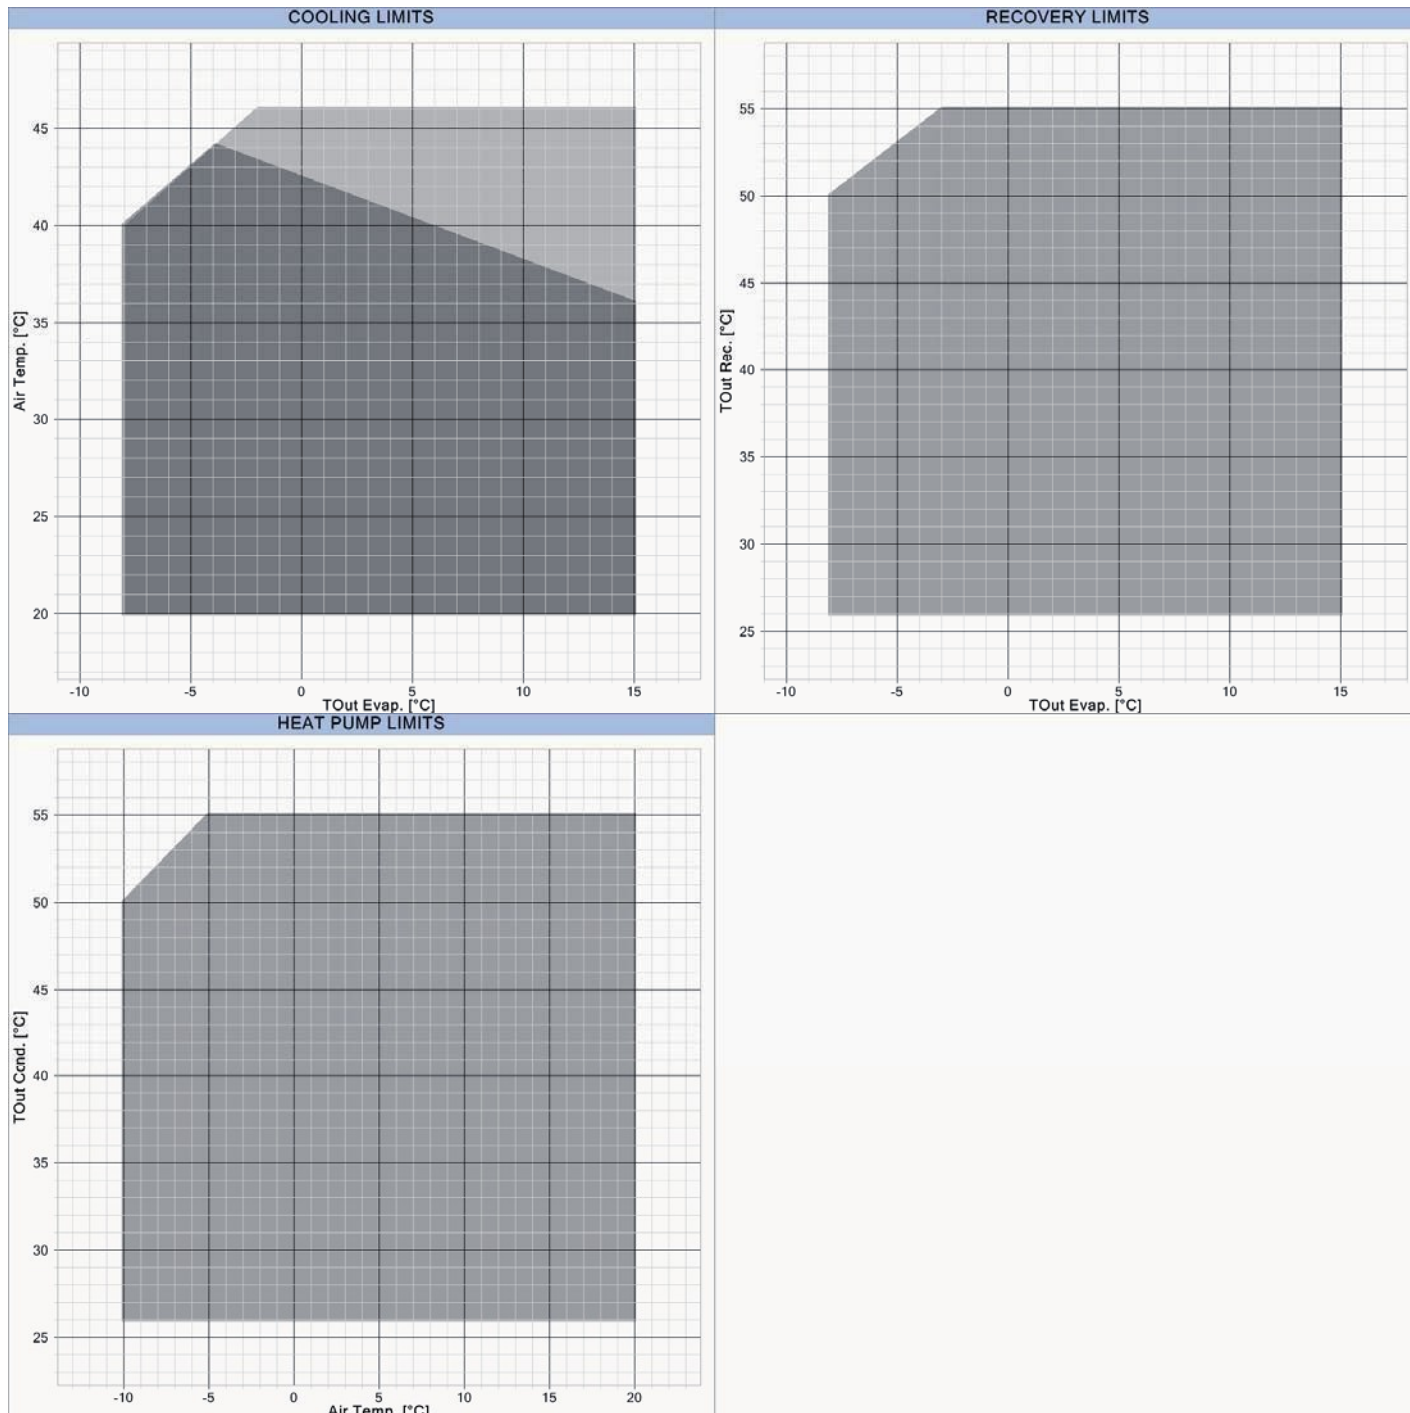 COOLING LIMITS
45
40
35
30
25
20
Air Temp. [°C]
-10 -5 0 5 10 15
TOut Evap. [°C]
RECOVERY LIMITS
55
50
45
40
35
30
25
TOut Rec. [°C]
-10 -5 0 5 10 15
TOut Evap. [°C]
HEAT PUMP LIMITS
55
50
45
40
35
30
25
TOut Cond. [°C]
-10 -5 0 5 10 15 20
Air Temp. [°C]